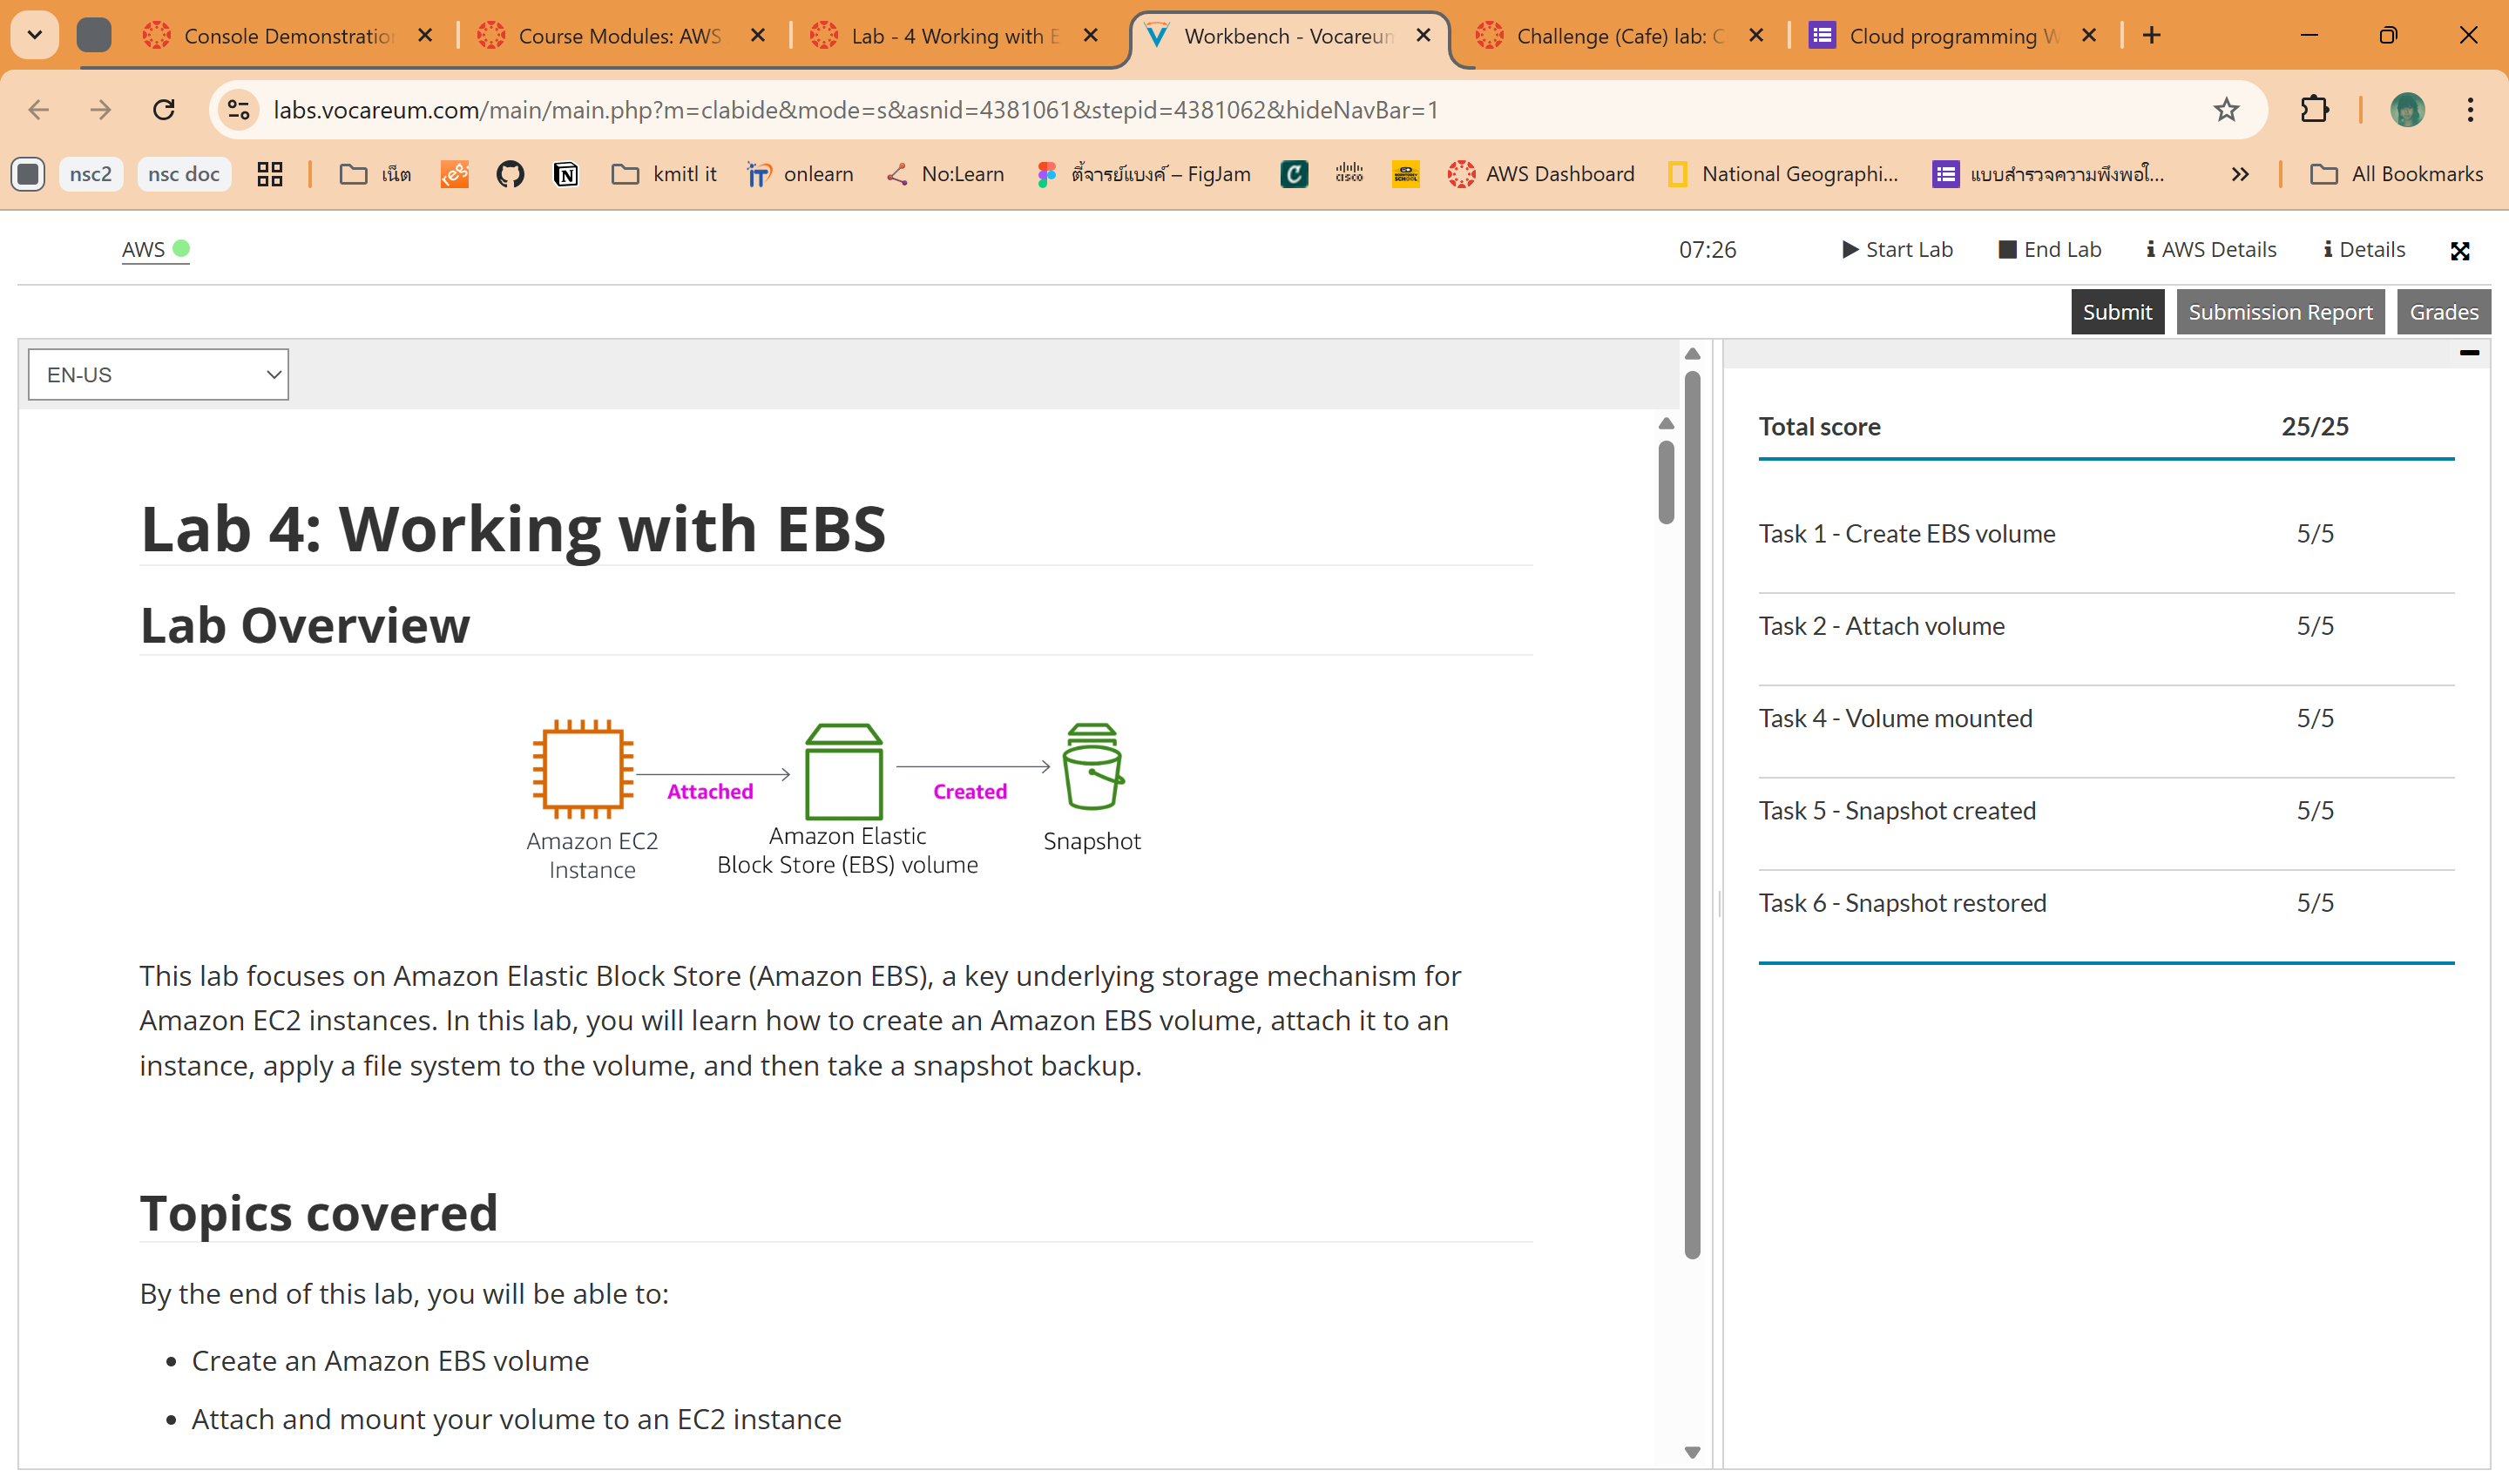 Console Demonstration
Course Modules: AWS
Lab - 4 Working with E
Workbench - Vocareum
Challenge (Cafe) lab: C
Cloud programming W
labs.vocareum.com/main/main.php?m=clabide&mode=s&asnid=4381061&stepid=4381062&hideNavBar=1
nsc2
nsc doc
เน็ต
reg
kmitl it
onlearn
No:Learn
ตี้จารย์แบงค์ – FigJam
cisco
AWS Dashboard
National Geographi...
แบบสำรวจความพึงพอใ...
All Bookmarks
AWS
07:26
Start Lab
End Lab
AWS Details
Details
Submit
Submission Report
Grades
EN-US
Lab 4: Working with EBS
Lab Overview
Attached
Created
Amazon EC2
Instance
Amazon Elastic
Block Store (EBS) volume
Snapshot
This lab focuses on Amazon Elastic Block Store (Amazon EBS), a key underlying storage mechanism for
Amazon EC2 instances. In this lab, you will learn how to create an Amazon EBS volume, attach it to an
instance, apply a file system to the volume, and then take a snapshot backup.
Topics covered
By the end of this lab, you will be able to:
• Create an Amazon EBS volume
• Attach and mount your volume to an EC2 instance
Total score 25/25
Task 1 - Create EBS volume 5/5
Task 2 - Attach volume 5/5
Task 4 - Volume mounted 5/5
Task 5 - Snapshot created 5/5
Task 6 - Snapshot restored 5/5